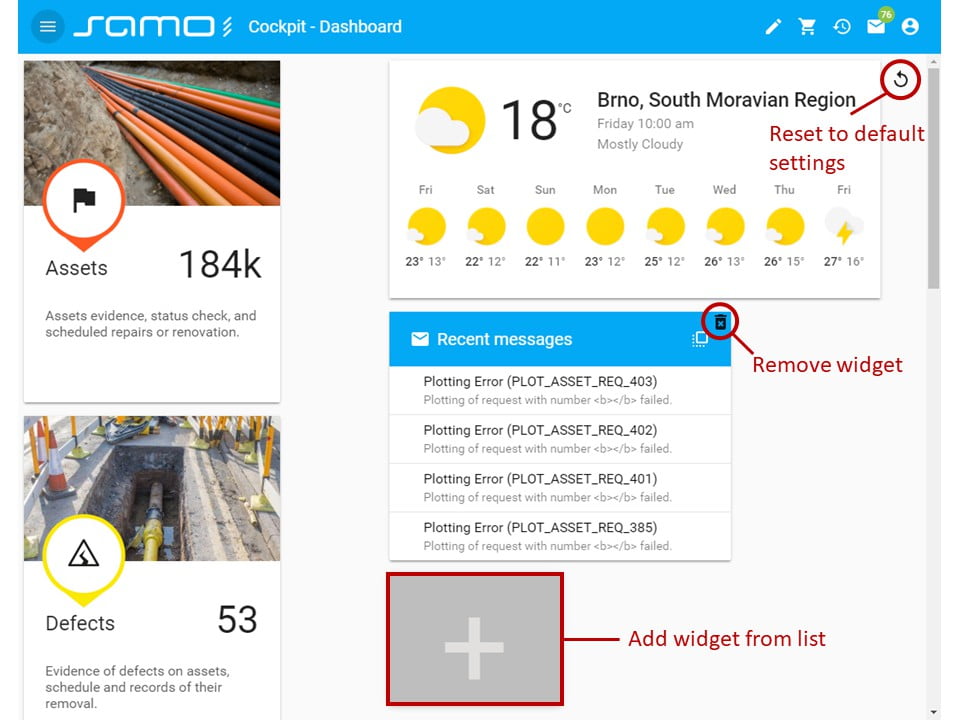 samo
Cockpit - Dashboard
76
Assets
184k
Assets evidence, status check, and
scheduled repairs or renovation.
Defects
53
Evidence of defects on assets,
schedule and records of their
removal.
18
°C
Brno, South Moravian Region
Friday 10:00 am
Mostly Cloudy
Reset to default
settings
Fri Sat Sun Mon Tue Wed Thu Fri
23° 13° 22° 12° 22° 11° 23° 12° 25° 12° 26° 13° 26° 15° 27° 16°
Recent messages
Remove widget
Plotting Error (PLOT_ASSET_REQ_403)
Plotting of request with number <b></b> failed.
Plotting Error (PLOT_ASSET_REQ_402)
Plotting of request with number <b></b> failed.
Plotting Error (PLOT_ASSET_REQ_401)
Plotting of request with number <b></b> failed.
Plotting Error (PLOT_ASSET_REQ_385)
Plotting of request with number <b></b> failed.
Add widget from list